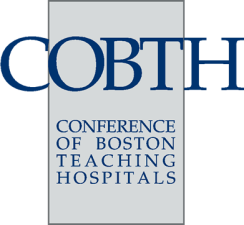 COBTH
CONFERENCE
OF BOSTON
TEACHING
HOSPITALS